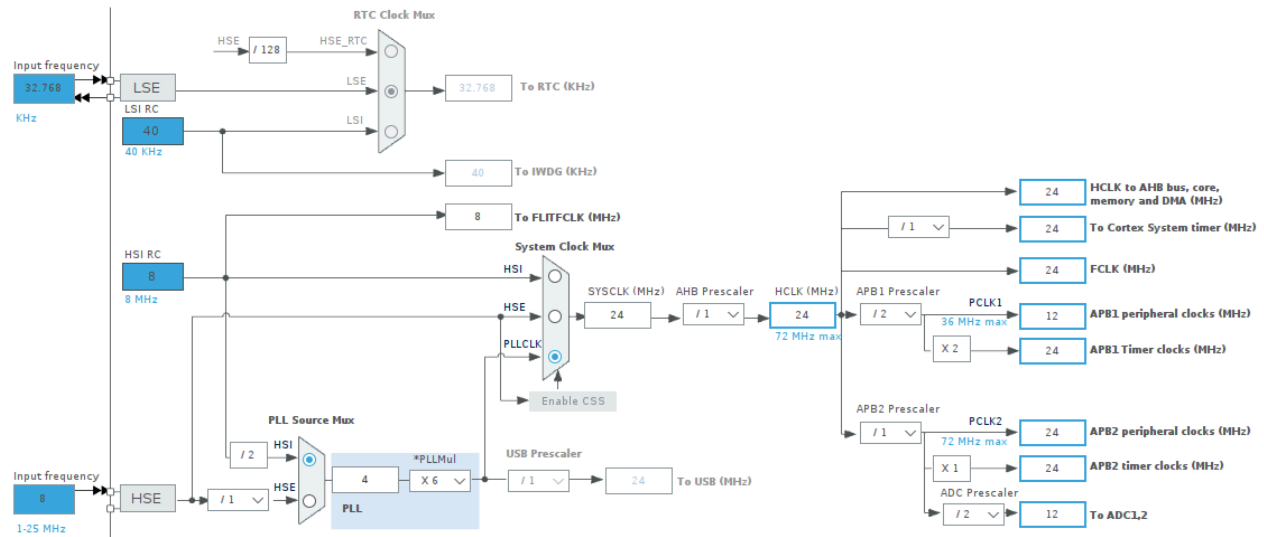 RTC Clock Mux
HSE
/ 128
HSE_RTC
Input frequency
32.768
KHz
LSE
LSE
32.768
To RTC (KHz)
LSI RC
40
40 KHz
LSI
40
To IWDG (KHz)
8
To FLITFCLK (MHz)
HSI RC
8
8 MHz
System Clock Mux
HSI
HSE
PLLCLK
SYSCLK (MHz)
24
AHB Prescaler
/ 1
HCLK (MHz)
24
72 MHz max
24
HCLK to AHB bus, core,
memory and DMA (MHz)
/ 1
24
To Cortex System timer (MHz)
24
FCLK (MHz)
APB1 Prescaler
/ 2
PCLK1
36 MHz max
12
APB1 peripheral clocks (MHz)
X 2
24
APB1 Timer clocks (MHz)
Enable CSS
APB2 Prescaler
/ 1
PCLK2
72 MHz max
24
APB2 peripheral clocks (MHz)
X 1
24
APB2 timer clocks (MHz)
ADC Prescaler
/ 2
12
To ADC1,2
PLL Source Mux
/ 2
HSI
HSE
4
*PLLMul
X 6
PLL
USB Prescaler
/ 1
24
To USB (MHz)
Input frequency
8
1-25 MHz
HSE
/ 1